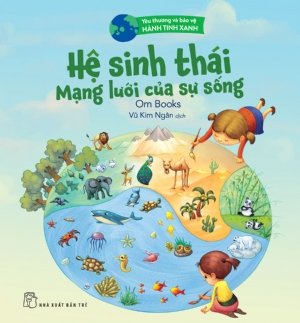 Yêu thương và bảo vệ
HÀNH TINH XANH
Hệ sinh thái
Mạng lưới của sự sống
Om Books
Vũ Kim Ngân dịch
NHÀ XUẤT BẢN TRẺ